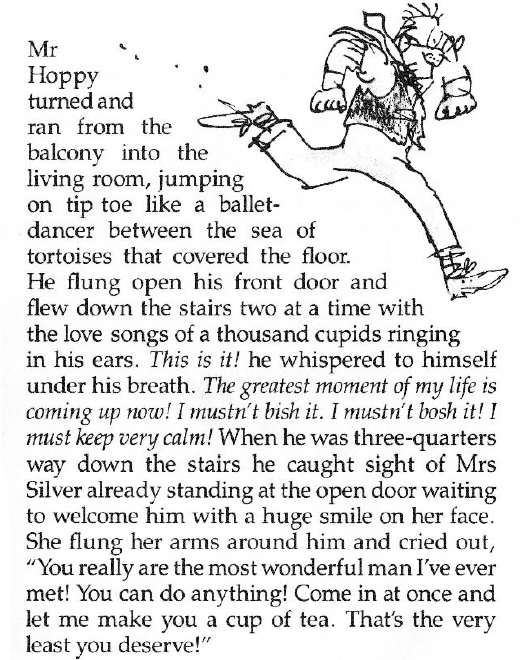 Mr
Hoppy
turned and
ran from the
balcony into the
living room, jumping
on tip toe like a ballet-
dancer between the sea of
tortoises that covered the floor.
He flung open his front door and
flew down the stairs two at a time with
the love songs of a thousand cupids ringing
in his ears. This is it! he whispered to himself
under his breath. The greatest moment of my life is
coming up now! I mustn't bish it. I mustn't bosh it! I
must keep very calm! When he was three-quarters
way down the stairs he caught sight of Mrs
Silver already standing at the open door waiting
to welcome him with a huge smile on her face.
She flung her arms around him and cried out,
“You really are the most wonderful man I've ever
met! You can do anything! Come in at once and
let me make you a cup of tea. That's the very
least you deserve!”